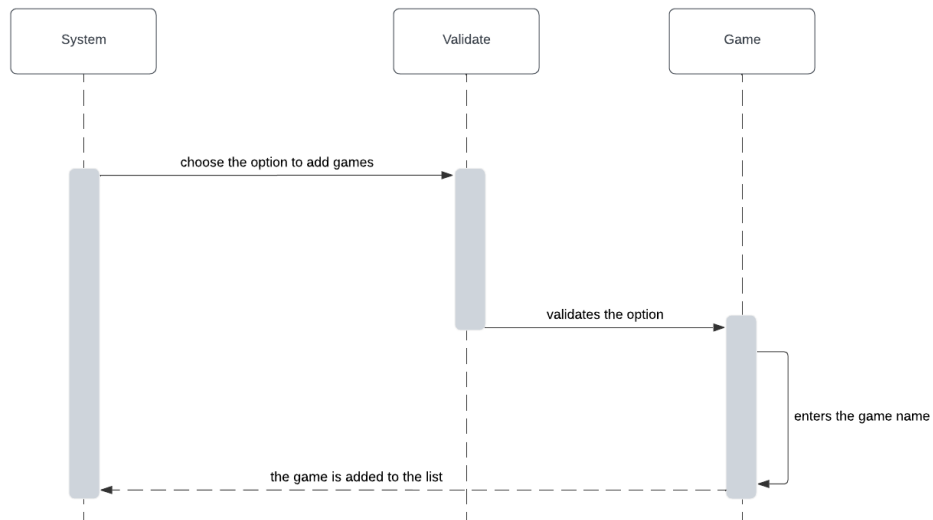 System
Validate
Game
choose the option to add games
validates the option
enters the game name
the game is added to the list